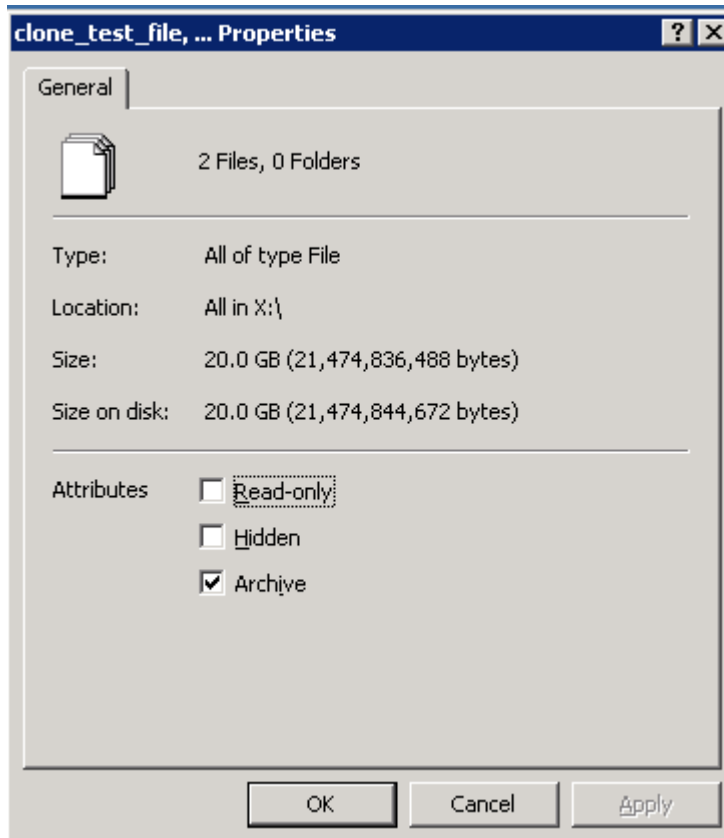 clone_test_file, ... Properties
General
2 Files, 0 Folders
Type: All of type File
Location: All in X:\
Size: 20.0 GB (21,474,836,488 bytes)
Size on disk: 20.0 GB (21,474,844,672 bytes)
Attributes Read-only
Hidden
Archive
OK Cancel Apply